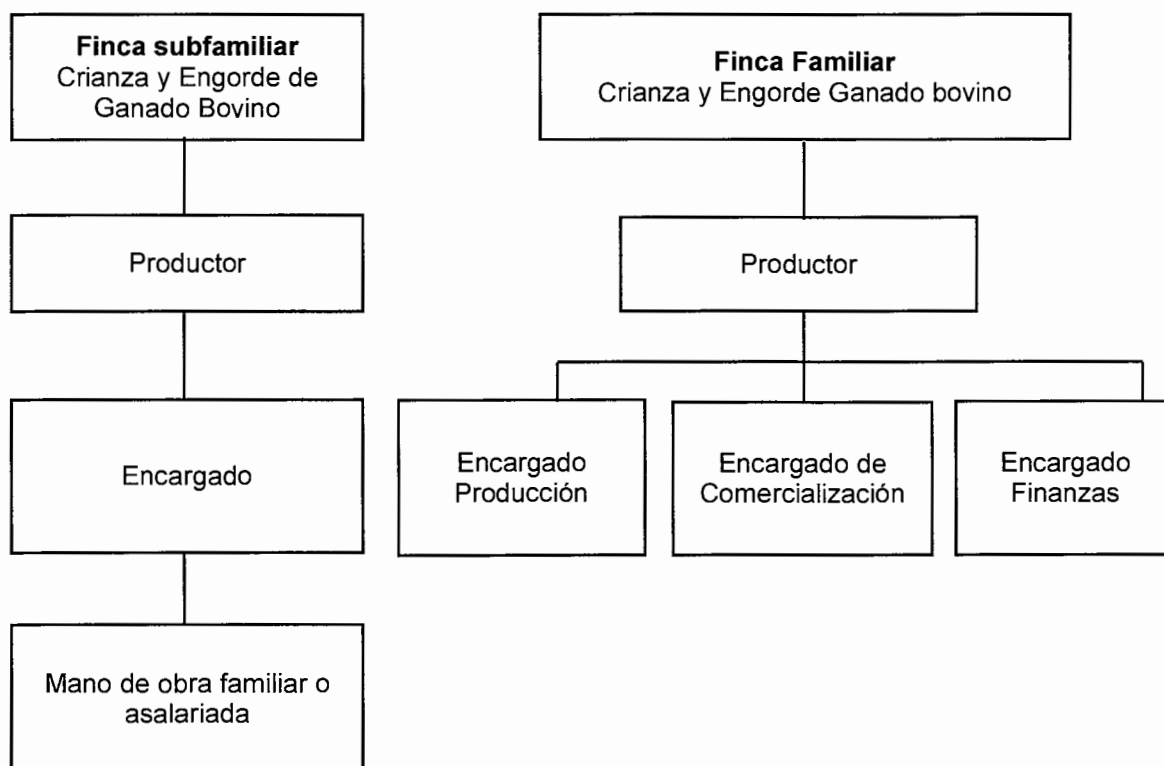 Finca subfamiliar
Crianza y Engorde de
Ganado Bovino
Productor
Encargado
Mano de obra familiar o
asalariada
Finca Familiar
Crianza y Engorde Ganado bovino
Productor
Encargado
Producción
Encargado de
Comercialización
Encargado
Finanzas